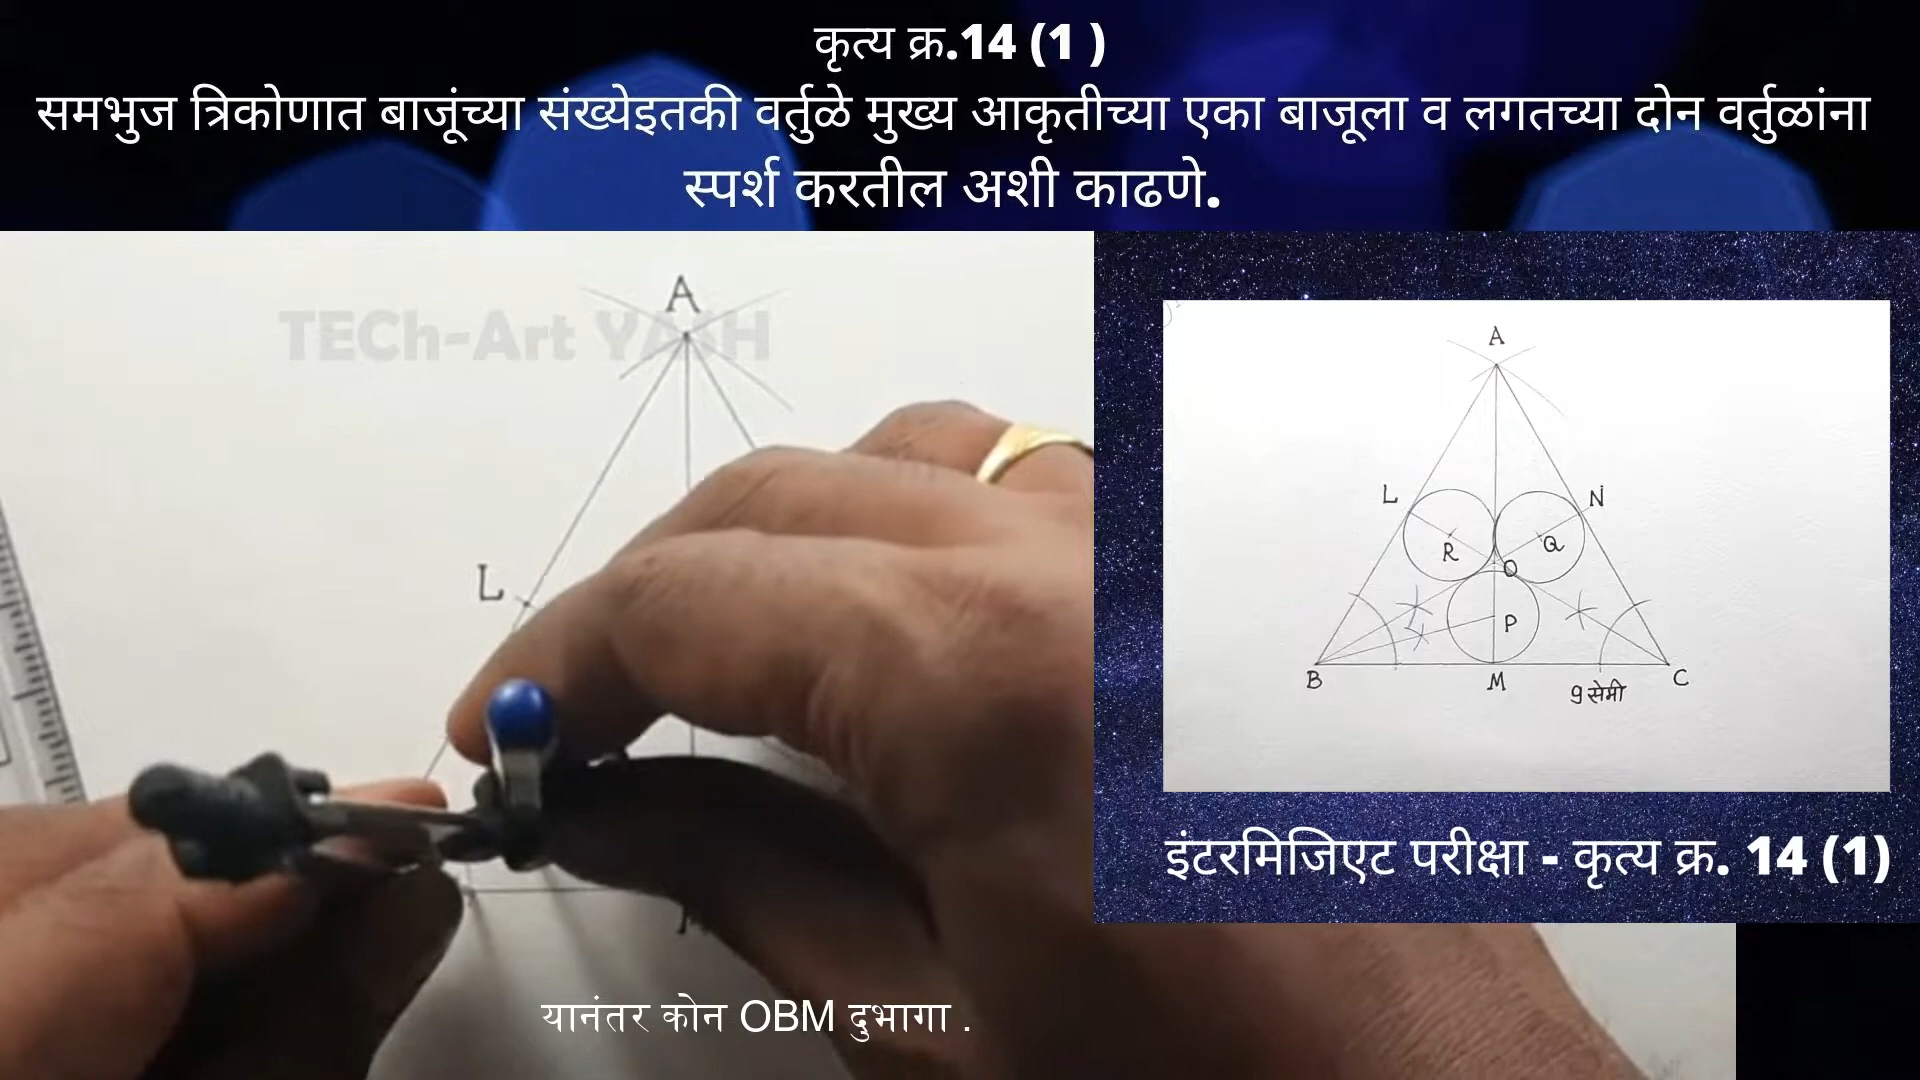 कृत्य क्र.14 (1 )
समभुज त्रिकोणात बाजूंच्या संख्येइतकी वर्तुळे मुख्य आकृतीच्या एका बाजूला व लगतच्या दोन वर्तुळांना
स्पर्श करतील अशी काढणे.
TECh-Art YASH
A
L
M
A
L
N
R
Q
O
P
B
M
C
9 सेमी
इंटरमिजिएट परीक्षा - कृत्य क्र. 14 (1)
यानंतर कोन OBM दुभागा .